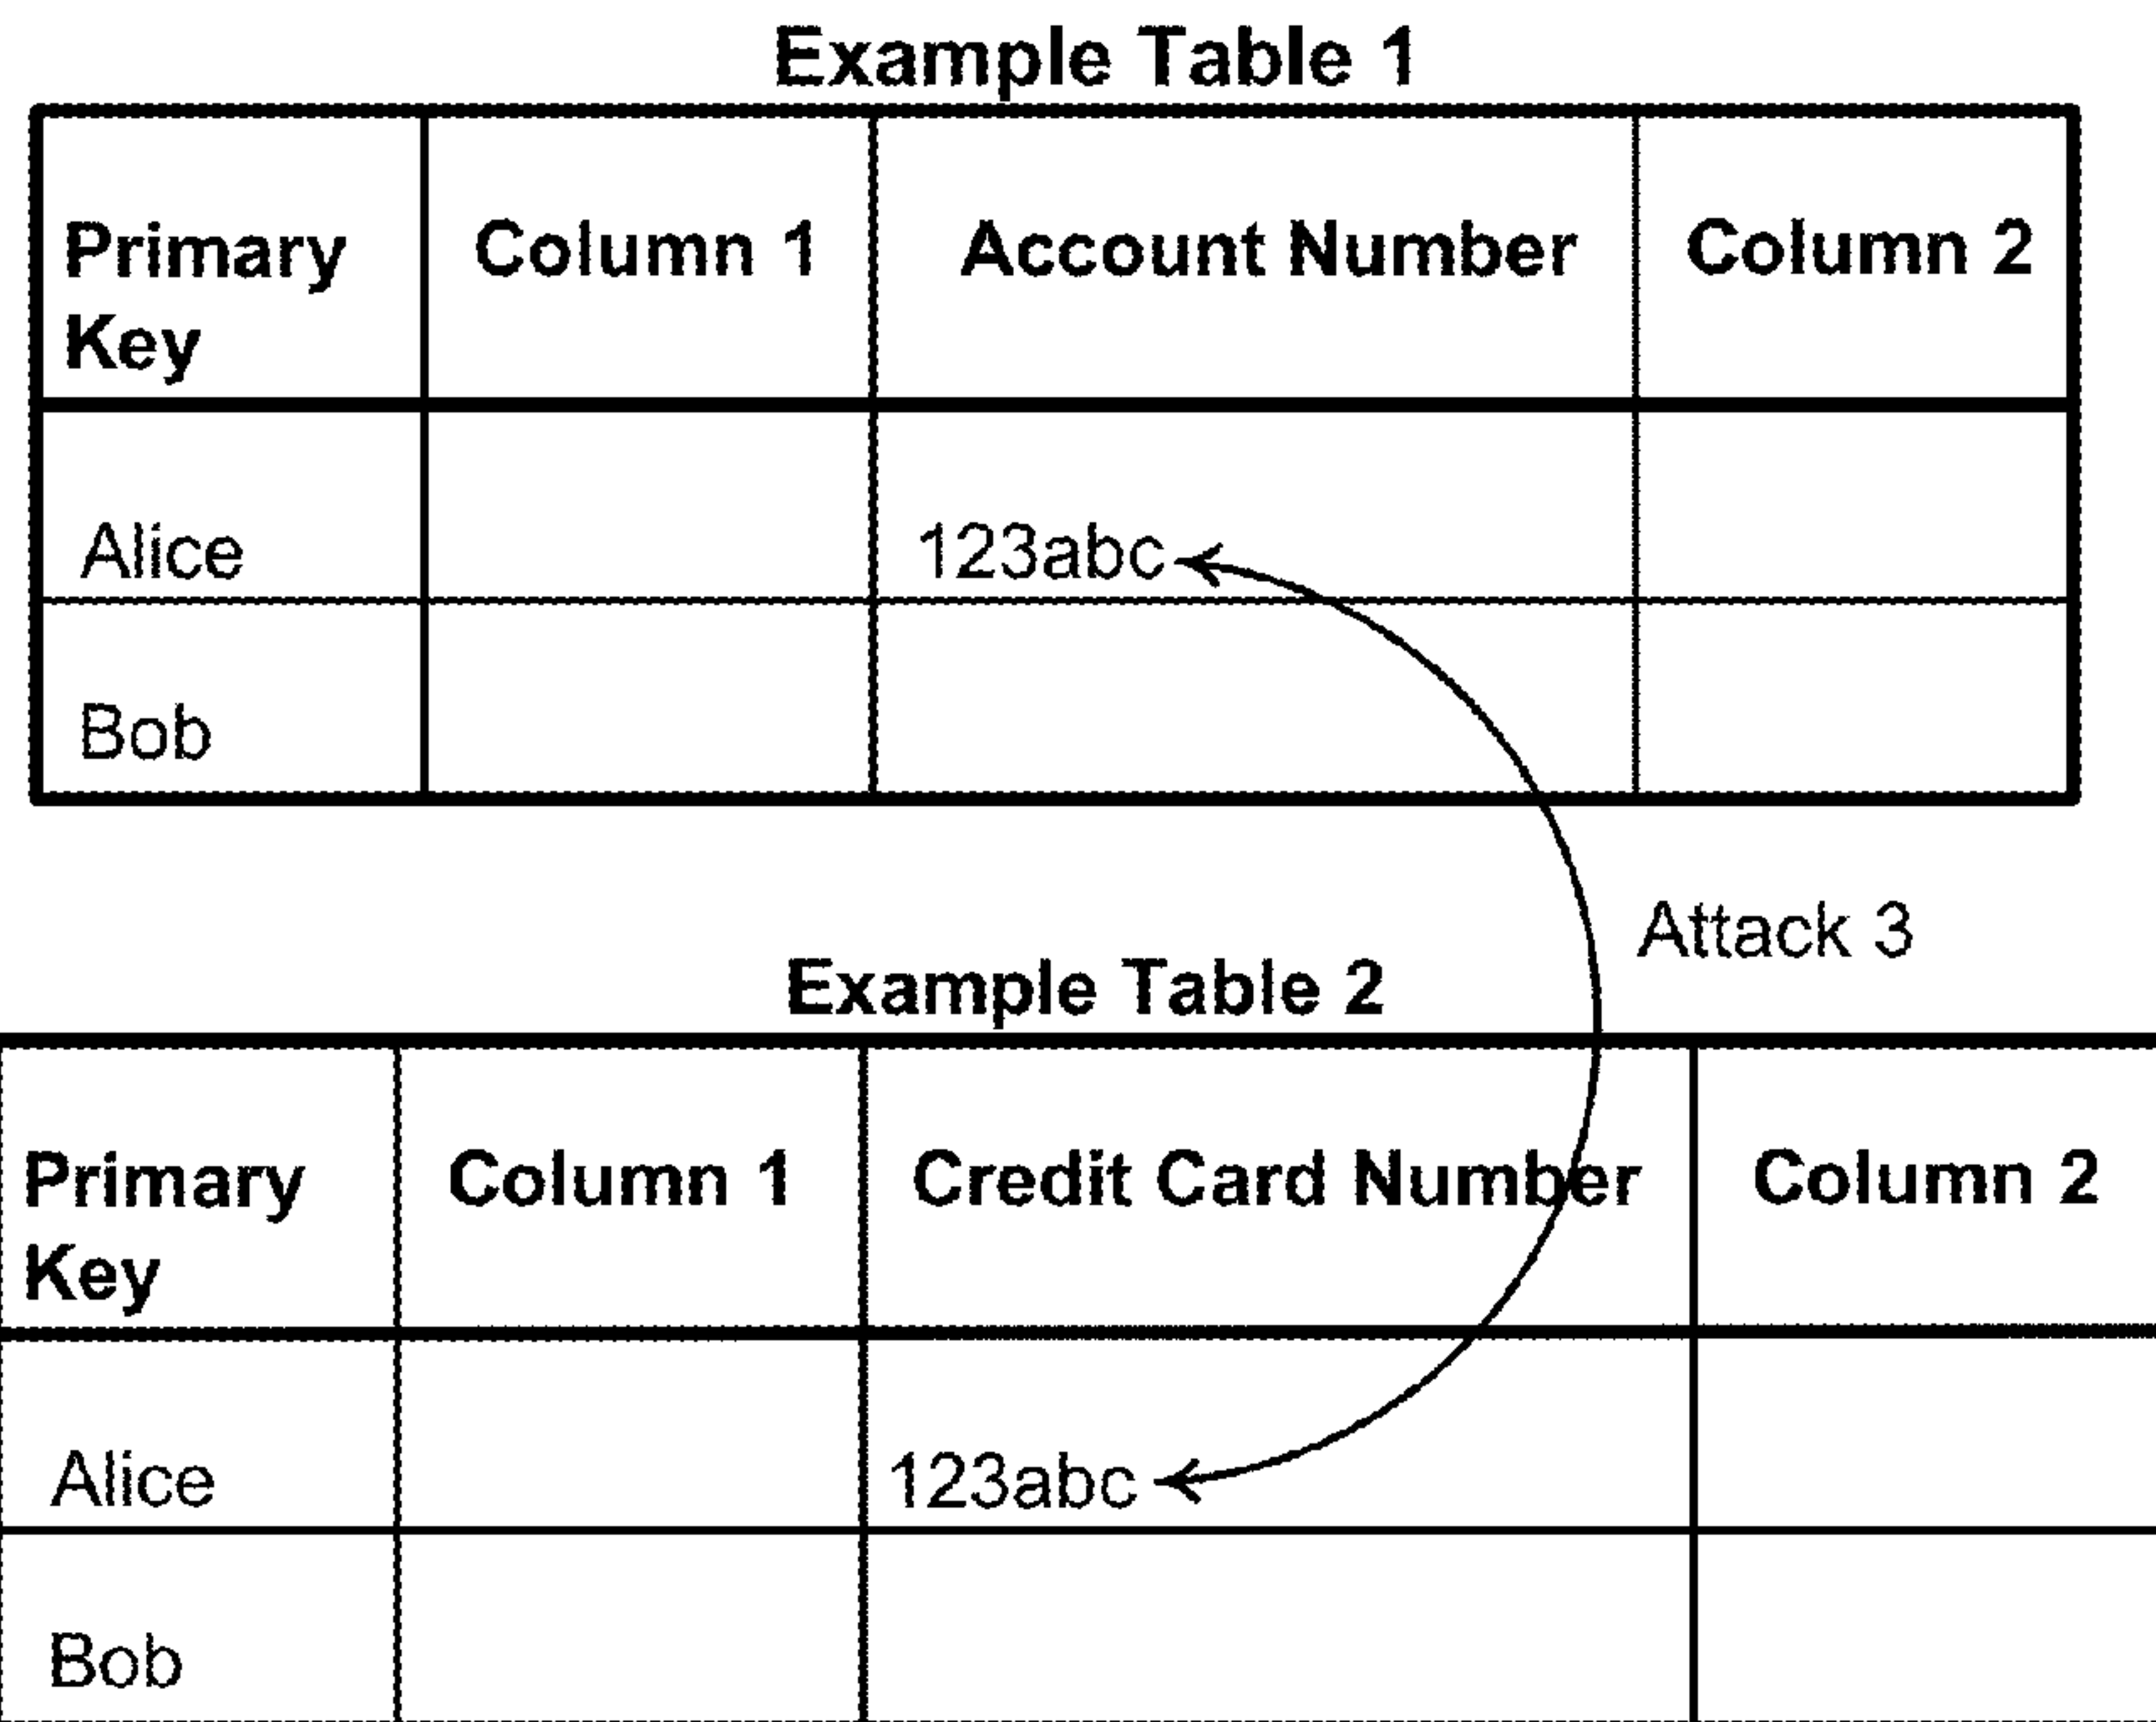 Example Table 1
Primary Key Column 1 Account Number Column 2
Alice 123abc
Bob
Attack 3
Example Table 2
Primary Key Column 1 Credit Card Number Column 2
Alice 123abc
Bob